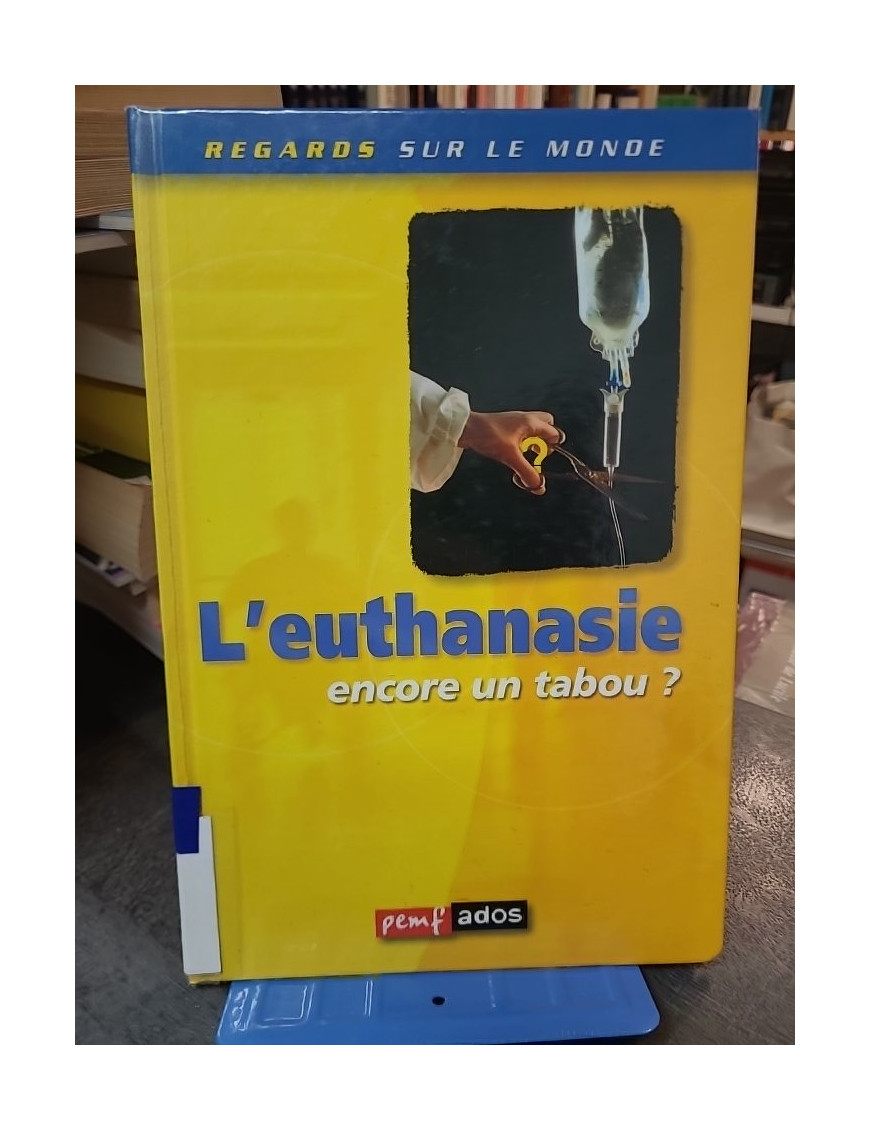 REGARDS SUR LE MONDE
?
L'euthanasie
encore un tabou ?
pemf ados